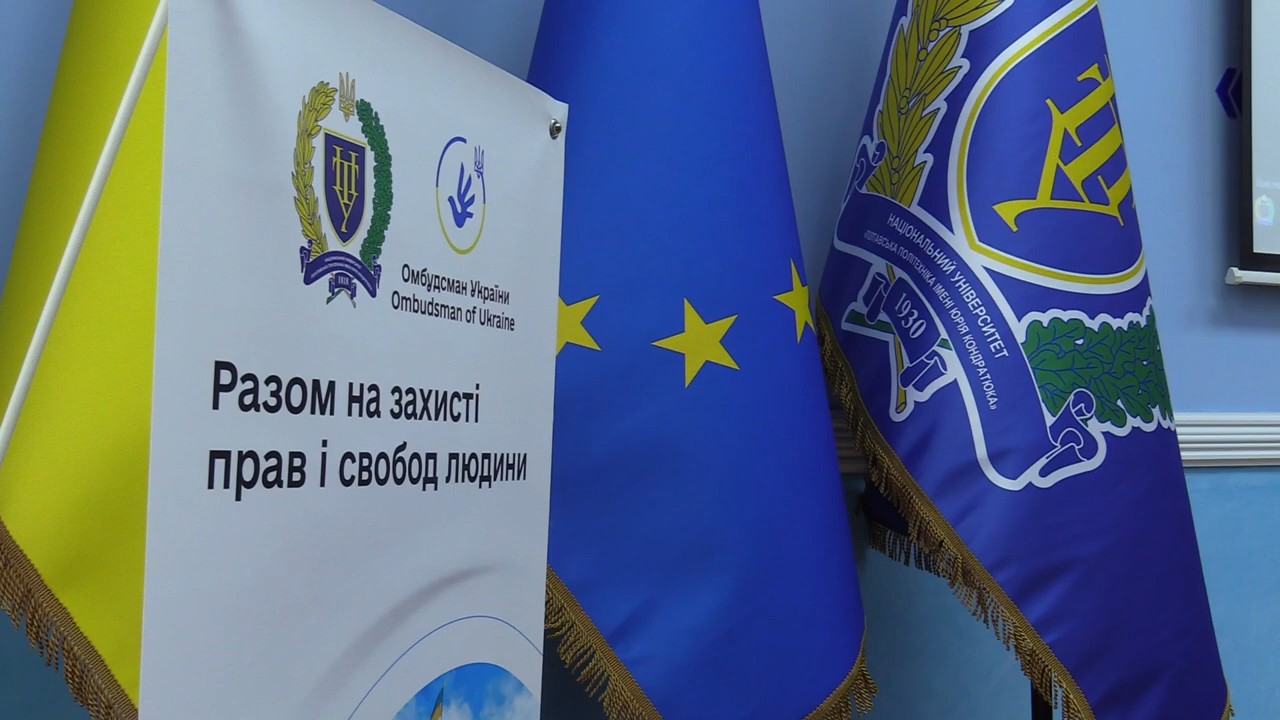 Омбудсман України
Ombudsman of Ukraine
Разом на захисті
прав і свобод людини
НАЦІОНАЛЬНИЙ УНІВЕРСИТЕТ
«ПОЛТАВСЬКА ПОЛІТЕХНІКА ІМЕНІ ЮРІЯ КОНДРАТЮКА»
1930